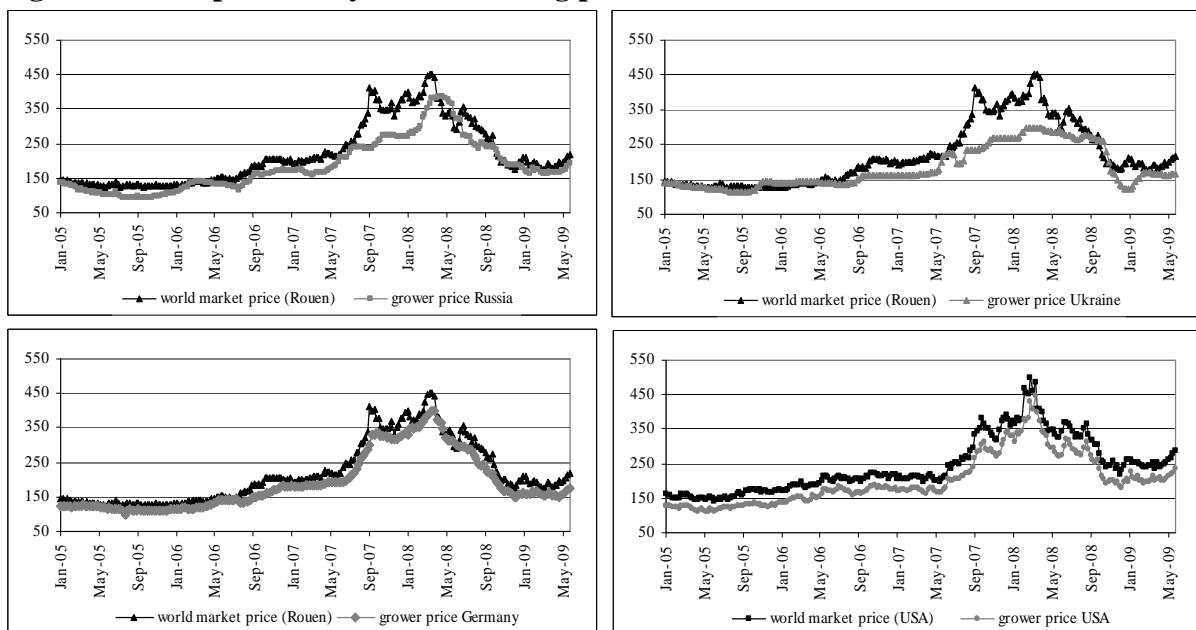 550
450
350
250
150
50
Jan-05
May-05
Sep-05
Jan-06
May-06
Sep-06
Jan-07
May-07
Sep-07
Jan-08
May-08
Sep-08
Jan-09
May-09
world market price (Rouen) grower price Russia
550
450
350
250
150
50
Jan-05
May-05
Sep-05
Jan-06
May-06
Sep-06
Jan-07
May-07
Sep-07
Jan-08
May-08
Sep-08
Jan-09
May-09
world market price (Rouen) grower price Ukraine
550
450
350
250
150
50
Jan-05
May-05
Sep-05
Jan-06
May-06
Sep-06
Jan-07
May-07
Sep-07
Jan-08
May-08
Sep-08
Jan-09
May-09
world market price (Rouen) grower price Germany
550
450
350
250
150
50
Jan-05
May-05
Sep-05
Jan-06
May-06
Sep-06
Jan-07
May-07
Sep-07
Jan-08
May-08
Sep-08
Jan-09
May-09
world market price (USA) grower price USA